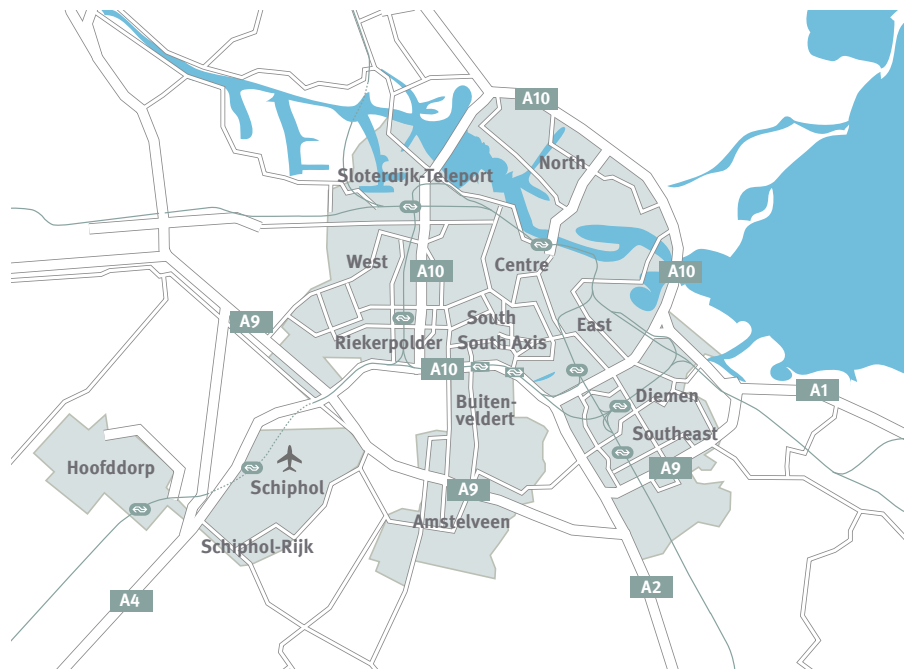 A10
North
Sloterdijk-Teleport
West
Centre
A10
A10
A9
South
East
Riekerpolder
South Axis
A10
Buiten-
veldert
Diemen
A1
Southeast
Hoofddorp
A9
Schiphol
A9
Amstelveen
Schiphol-Rijk
A4
A2